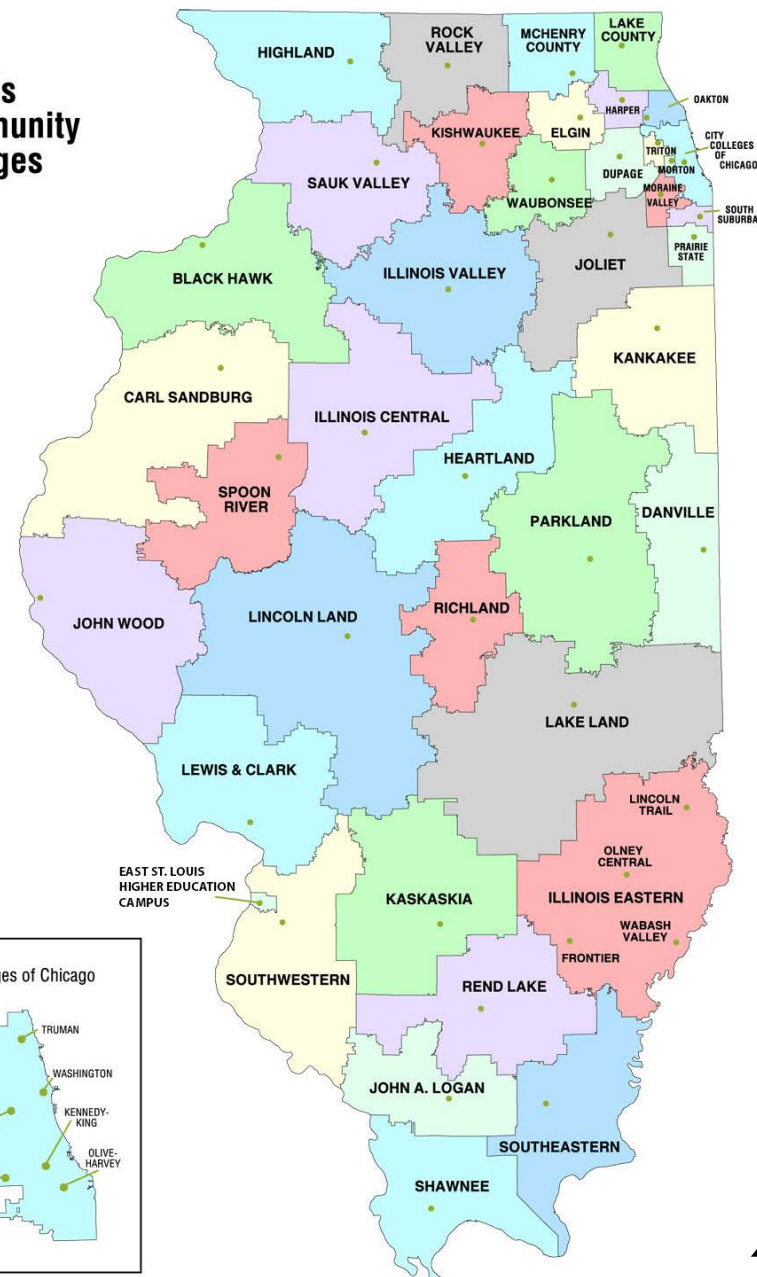 s
munity
ges
HIGHLAND
ROCK
VALLEY
MCHENRY
COUNTY
LAKE
COUNTY
HARPER
OAKTON
KISHWAUKEE
ELGIN
CITY
COLLEGES
OF
CHICAGO
TRITON
MORTON
DUPAGE
SAUK VALLEY
MORAINE
VALLEY
WAUBONSEE
SOUTH
SUBURBA
PRAIRIE
STATE
JOLIET
ILLINOIS VALLEY
BLACK HAWK
KANKAKEE
CARL SANDBURG
ILLINOIS CENTRAL
HEARTLAND
SPOON
RIVER
DANVILLE
PARKLAND
RICHLAND
LINCOLN LAND
JOHN WOOD
LAKE LAND
LEWIS & CLARK
LINCOLN
TRAIL
OLNEY
CENTRAL
EAST ST. LOUIS
HIGHER EDUCATION
CAMPUS
KASKASKIA
ILLINOIS EASTERN
WABASH
VALLEY
FRONTIER
SOUTHWESTERN
REND LAKE
JOHN A. LOGAN
SOUTHEASTERN
SHAWNEE
ges of Chicago
TRUMAN
WASHINGTON
KENNEDY-
KING
OLIVE-
HARVEY